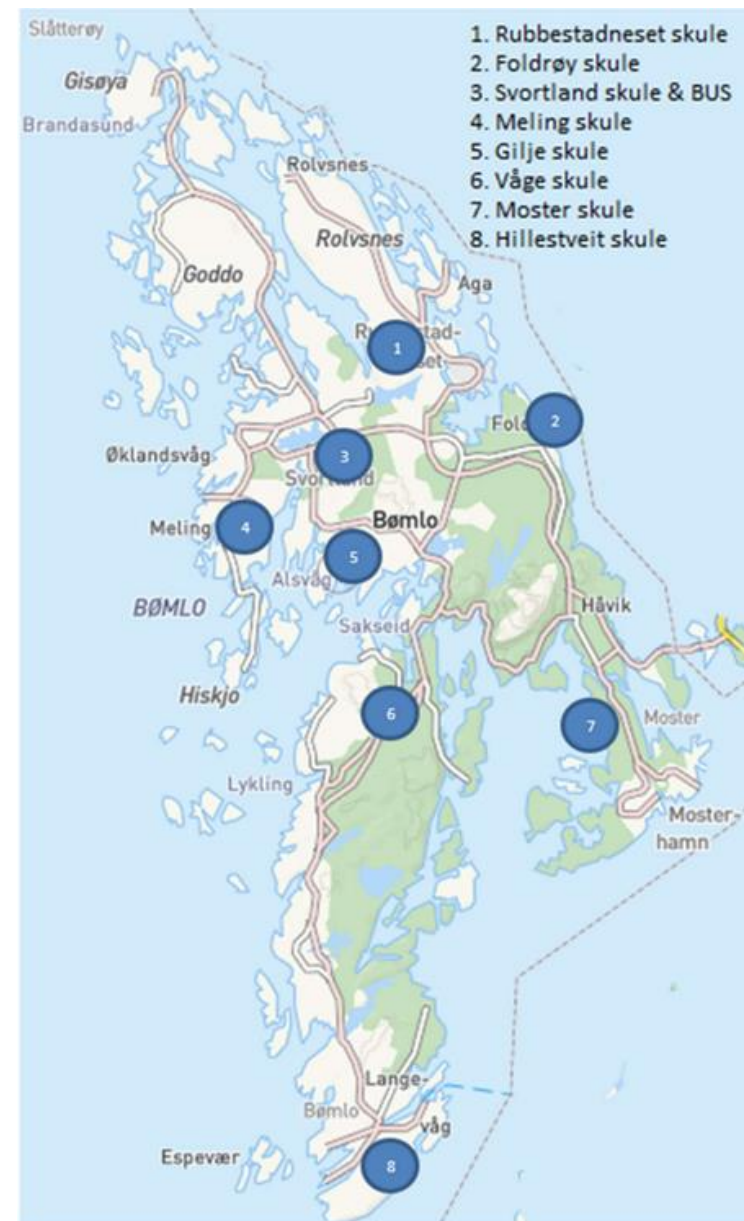 1. Rubbestadneset skule
2. Foldrøy skule
3. Svortland skule & BUS
4. Meling skule
5. Gilje skule
6. Våge skule
7. Moster skule
8. Hillestveit skule
Slåtterøy
Gisøya
Brandasund
Rolvsnes
Rolvsnes
Goddo
Aga
1
2
Øklandsvåg
3
Svortland
Meling
4
Bømlo
5
Alsvåg
BØMLO
Håvik
Sakseid
Hiskjo
6
7
Moster
Lykling
Moster-
hamn
Lange-
våg
Bømlo
Espevær
8